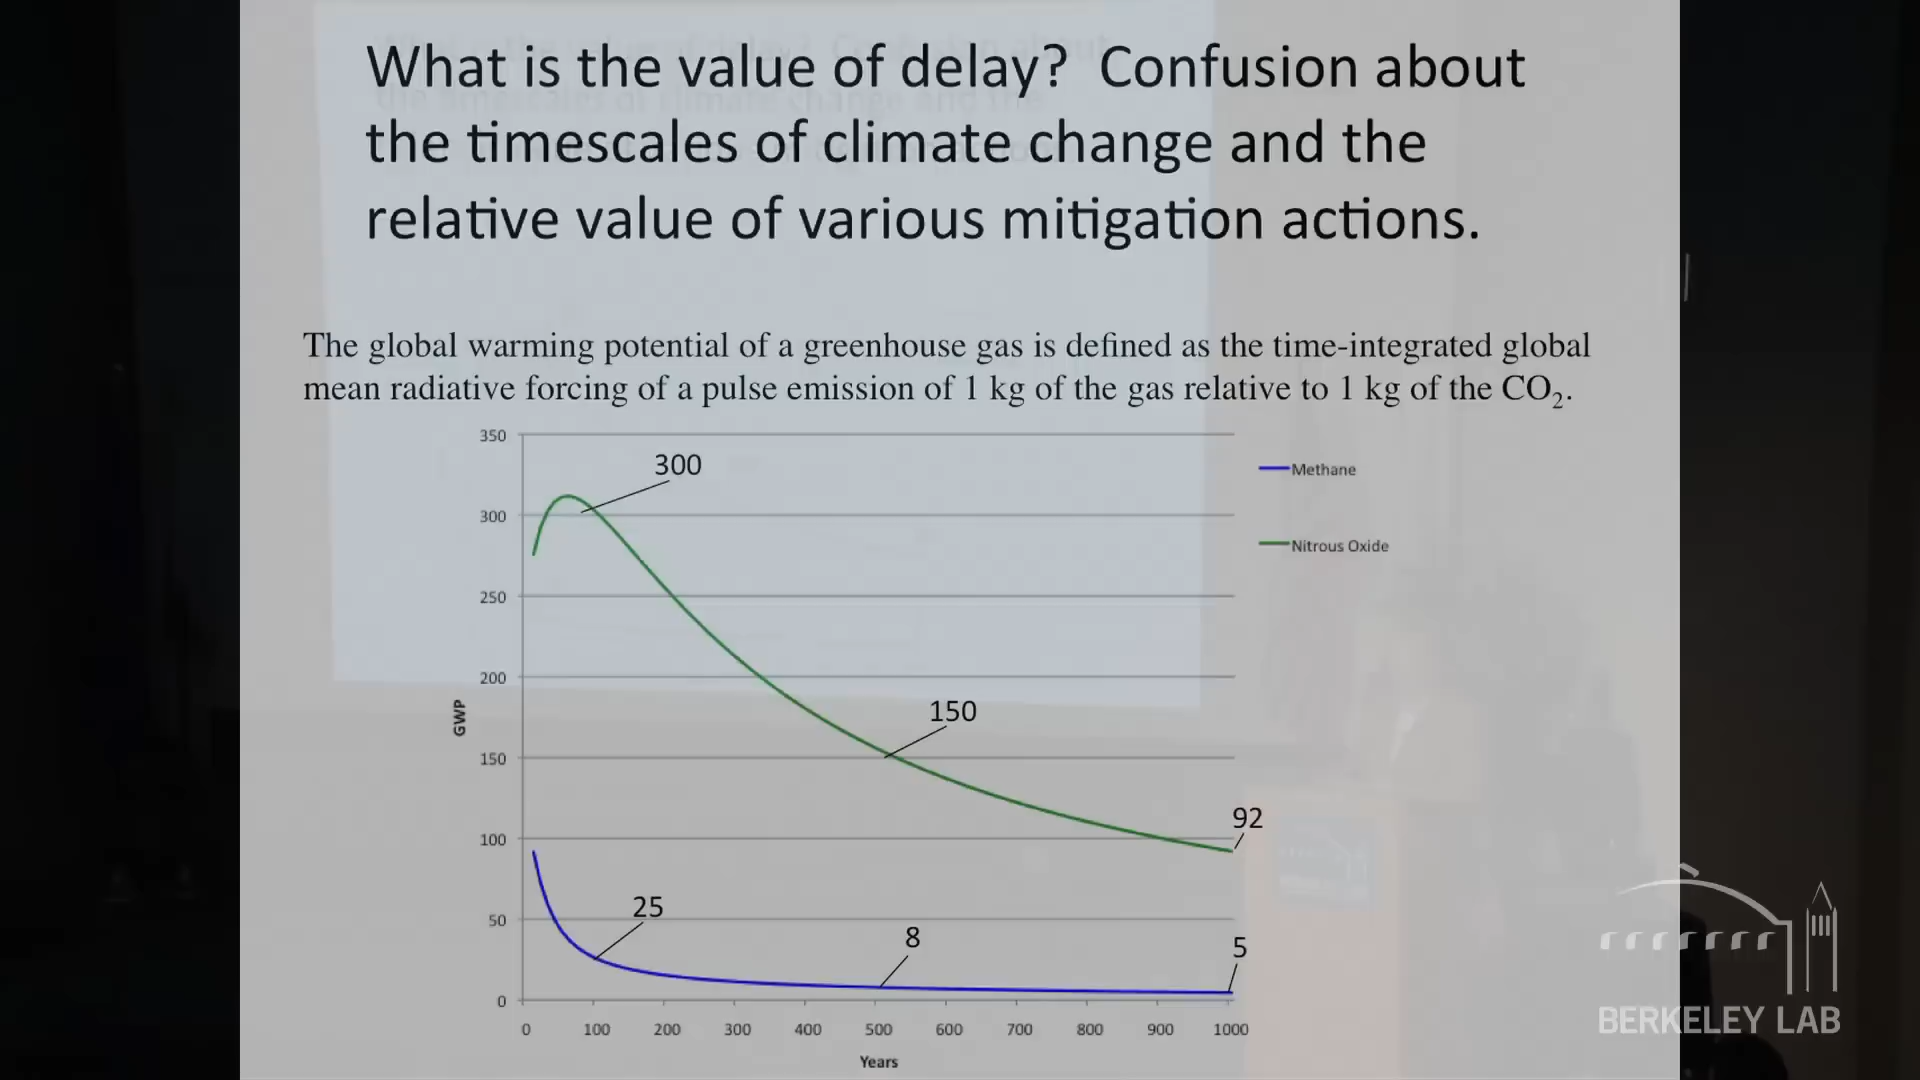 What is the value of delay? Confusion about
the timescales of climate change and the
relative value of various mitigation actions.
The global warming potential of a greenhouse gas is defined as the time-integrated global
mean radiative forcing of a pulse emission of 1 kg of the gas relative to 1 kg of the CO₂.
350
300
250
200
150
100
50
0
GWP
300
150
92
25
8
5
Methane
Nitrous Oxide
0 100 200 300 400 500 600 700 800 900 1000
Years
BERKELEY LAB